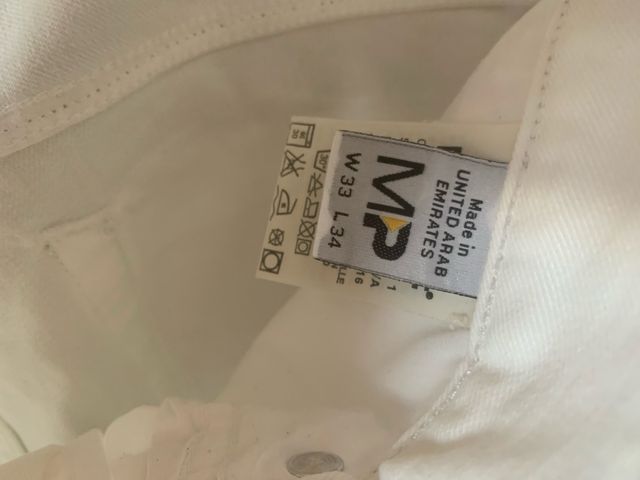 Made in
UNITED ARAB
EMIRATES
MP
W 33 L 34